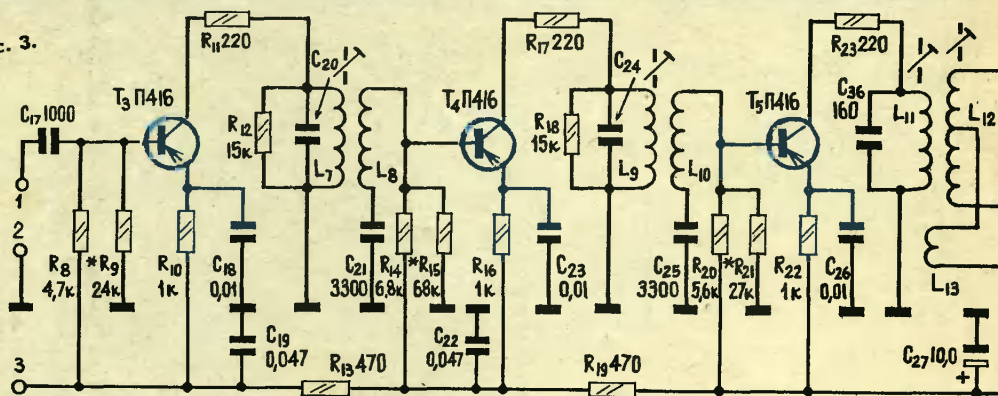 с. 3.
R₁₁ 220
R₁₇ 220
R₂₃ 220
C₂₀
C₂₄
C₃₆
160
L₁₁
L₁₂
C₁₇ 1000
T₃ П416
T₄ П416
T₅ П416
R₁₂
15к
R₁₈
15к
L₇
L₈
L₉
L₁₀
1
2
R₈
4,7к
*R₉
24к
R₁₀
1к
C₁₈
0,01
C₂₁
3300
R₁₄
6,8к
*R₁₅
68к
R₁₆
1к
C₂₃
0,01
C₂₅
3300
R₂₀
5,6к
*R₂₁
27к
R₂₂
1к
C₂₆
0,01
L₁₃
C₁₉
0,047
C₂₂
0,047
C₂₇ 10,0
+
3
R₁₃ 470
R₁₉ 470